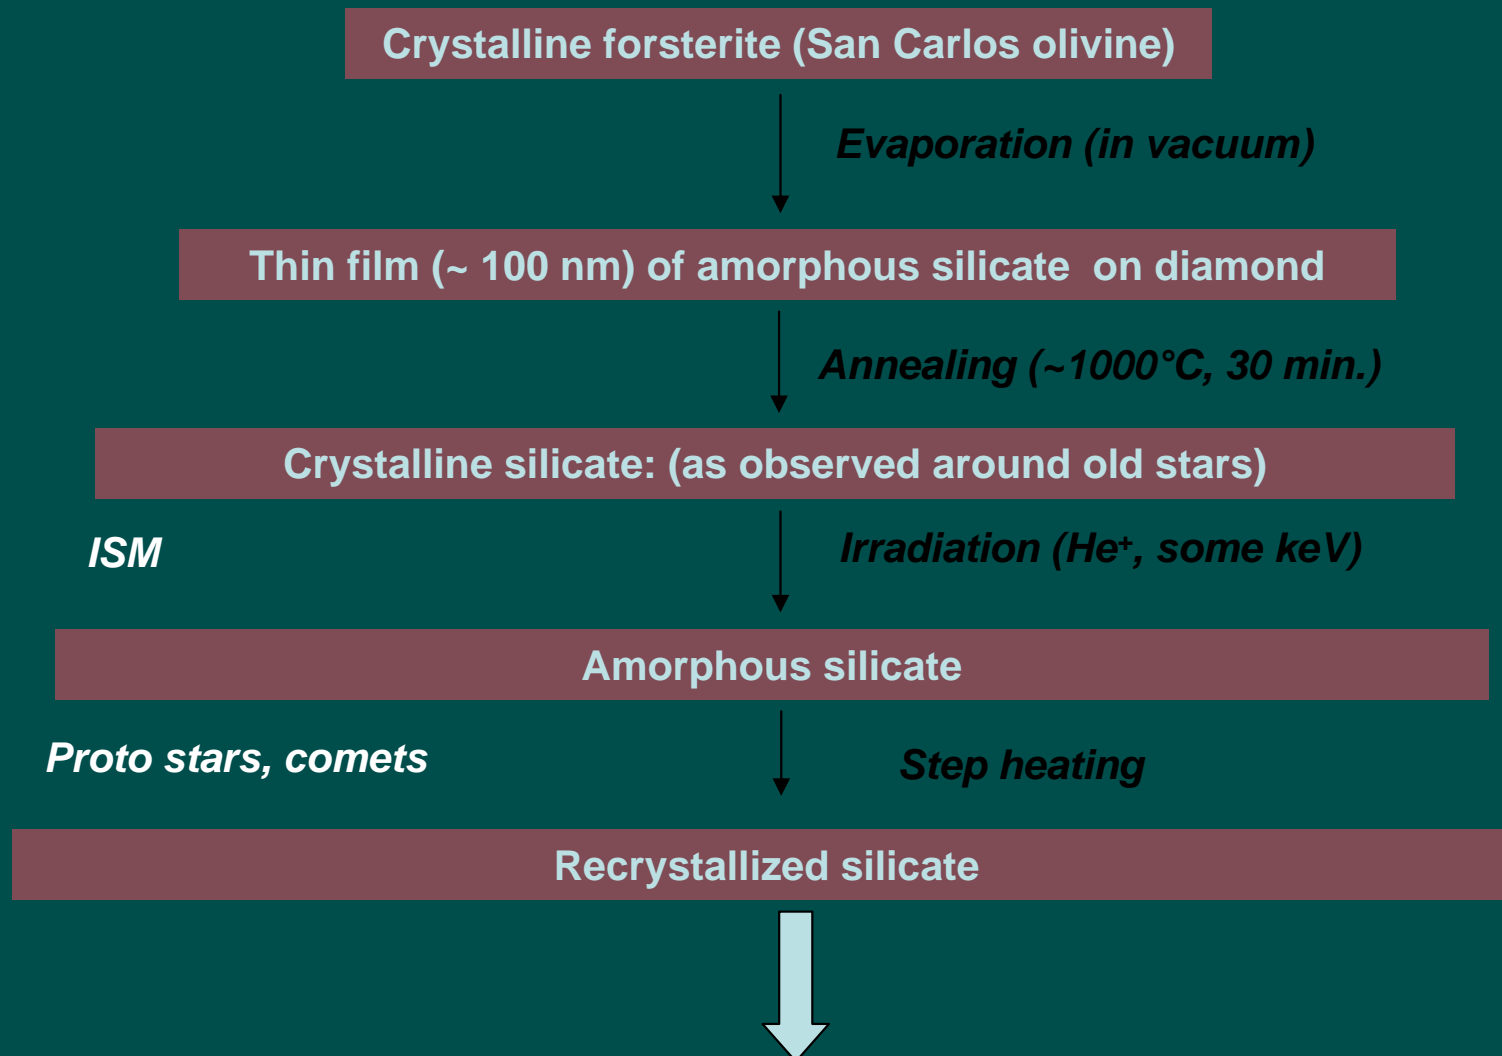 Crystalline forsterite (San Carlos olivine)
Evaporation (in vacuum)
Thin film (~ 100 nm) of amorphous silicate  on diamond
Annealing (~1000°C, 30 min.)
Crystalline silicate: (as observed around old stars)
ISM
Irradiation (He⁺, some keV)
Amorphous silicate
Proto stars, comets
Step heating
Recrystallized silicate